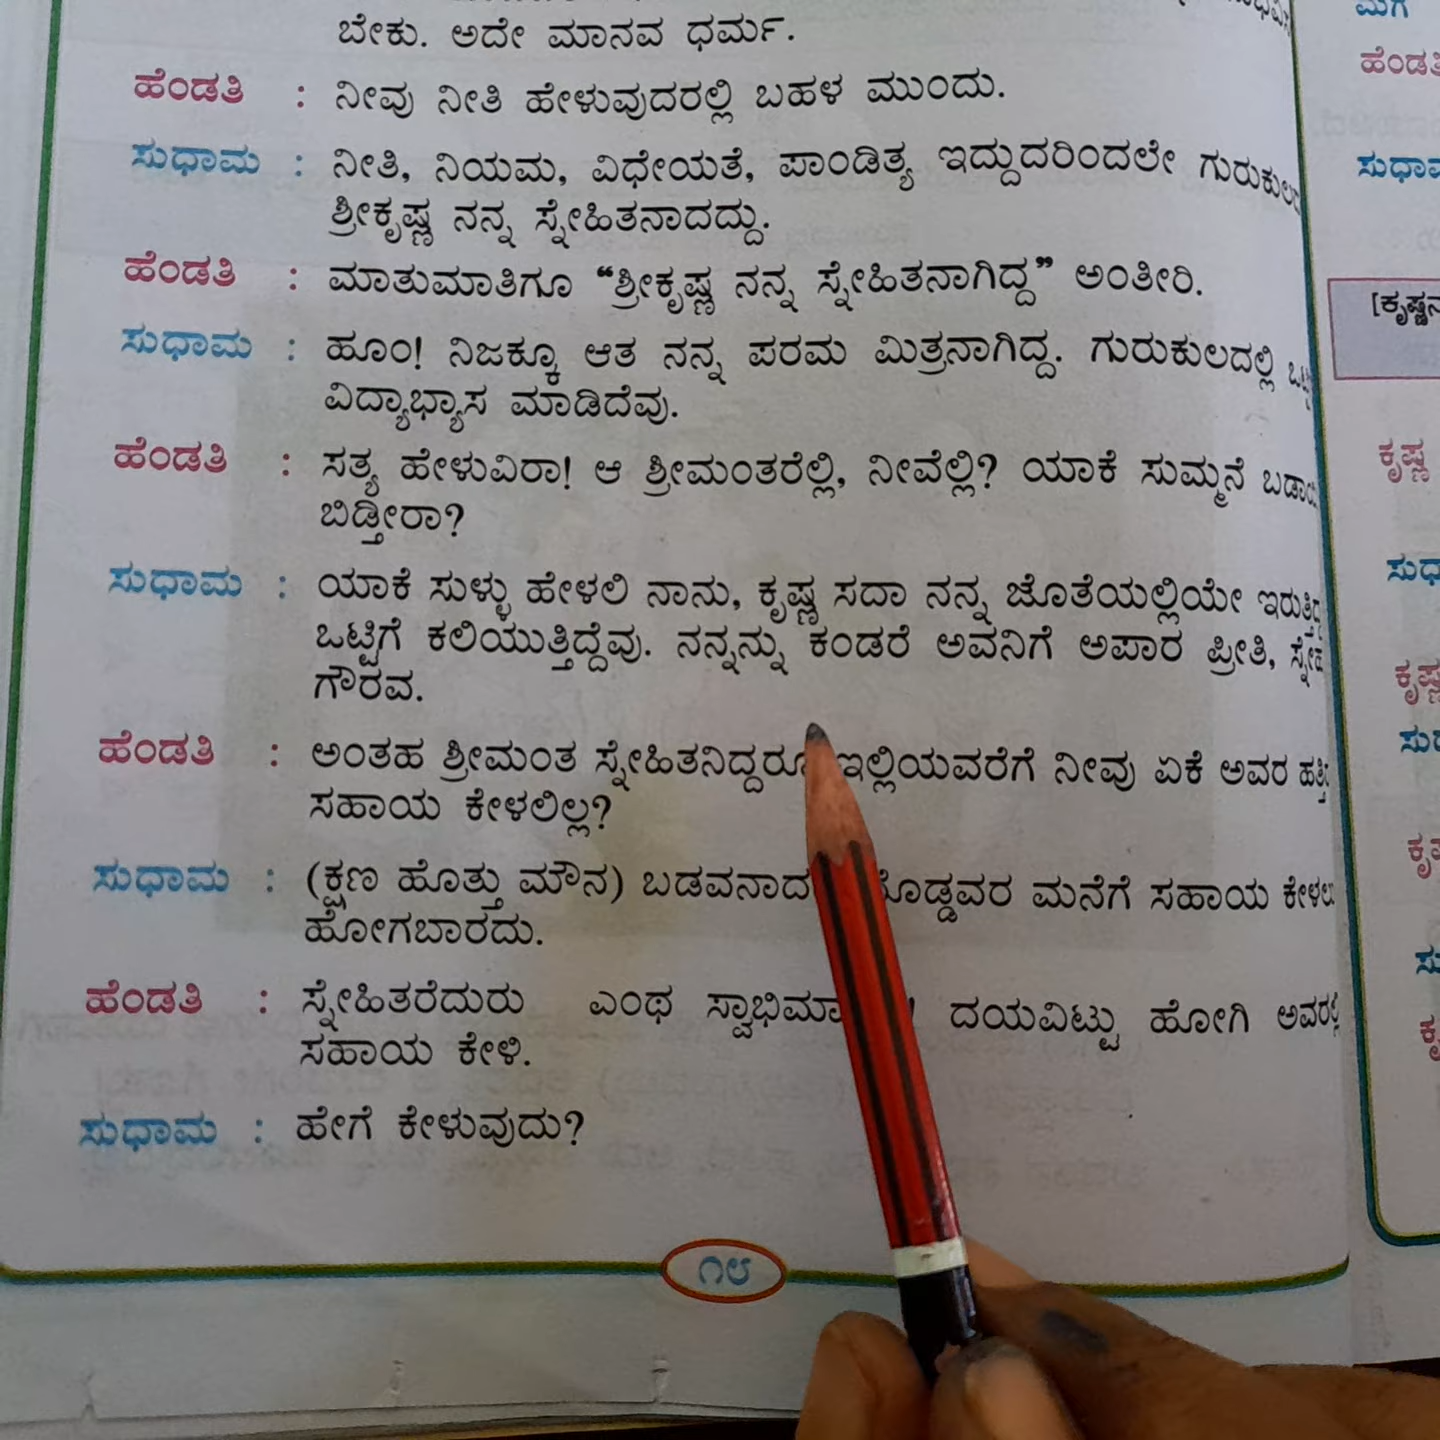 ಬೇಕು. ಅದೇ ಮಾನವ ಧರ್ಮ.
ಹೆಂಡತಿ : ನೀವು ನೀತಿ ಹೇಳುವುದರಲ್ಲಿ ಬಹಳ ಮುಂದು.
ಸುಧಾಮ : ನೀತಿ, ನಿಯಮ, ವಿಧೇಯತೆ, ಪಾಂಡಿತ್ಯ ಇದ್ದುದರಿಂದಲೇ
ಶ್ರೀಕೃಷ್ಣ ನನ್ನ ಸ್ನೇಹಿತನಾದದ್ದು.
ಹೆಂಡತಿ : ಮಾತುಮಾತಿಗೂ “ಶ್ರೀಕೃಷ್ಣ ನನ್ನ ಸ್ನೇಹಿತನಾಗಿದ್ದ” ಅಂತೀರಿ.
ಸುಧಾಮ : ಹೂಂ! ನಿಜಕ್ಕೂ ಆತ ನನ್ನ ಪರಮ ಮಿತ್ರನಾಗಿದ್ದ. ಗುರುಕುಲದಲ್ಲಿ
ವಿದ್ಯಾಭ್ಯಾಸ ಮಾಡಿದೆವು.
ಹೆಂಡತಿ : ಸತ್ಯ ಹೇಳುವಿರಾ! ಆ ಶ್ರೀಮಂತರೆಲ್ಲಿ, ನೀವೆಲ್ಲಿ? ಯಾಕೆ ಸುಮ್ಮನೆ
ಬಿಡ್ತೀರಾ?
ಸುಧಾಮ : ಯಾಕೆ ಸುಳ್ಳು ಹೇಳಲಿ ನಾನು, ಕೃಷ್ಣ ಸದಾ ನನ್ನ ಜೊತೆಯಲ್ಲಿಯೇ
ಒಟ್ಟಿಗೆ ಕಲಿಯುತ್ತಿದ್ದೆವು. ನನ್ನನ್ನು ಕಂಡರೆ ಅವನಿಗೆ ಅಪಾರ ಪ್ರೀತಿ,
ಗೌರವ.
ಹೆಂಡತಿ : ಅಂತಹ ಶ್ರೀಮಂತ ಸ್ನೇಹಿತನಿದ್ದರೂ ಇಲ್ಲಿಯವರೆಗೆ ನೀವು ಏಕೆ ಅವರ
ಸಹಾಯ ಕೇಳಲಿಲ್ಲ?
ಸುಧಾಮ : (ಕ್ಷಣ ಹೊತ್ತು ಮೌನ) ಮನೆಗೆ ಸಹಾಯ
ಹೋಗಬಾರದು.
ಹೆಂಡತಿ : ಸ್ನೇಹಿತರೆದುರು ಎಂಥ ದಯವಿಟ್ಟು ಹೋಗಿ
ಸಹಾಯ ಕೇಳಿ.
ಸುಧಾಮ : ಹೇಗೆ ಕೇಳುವುದು?
೧೮
ಕೃಷ್ಣ